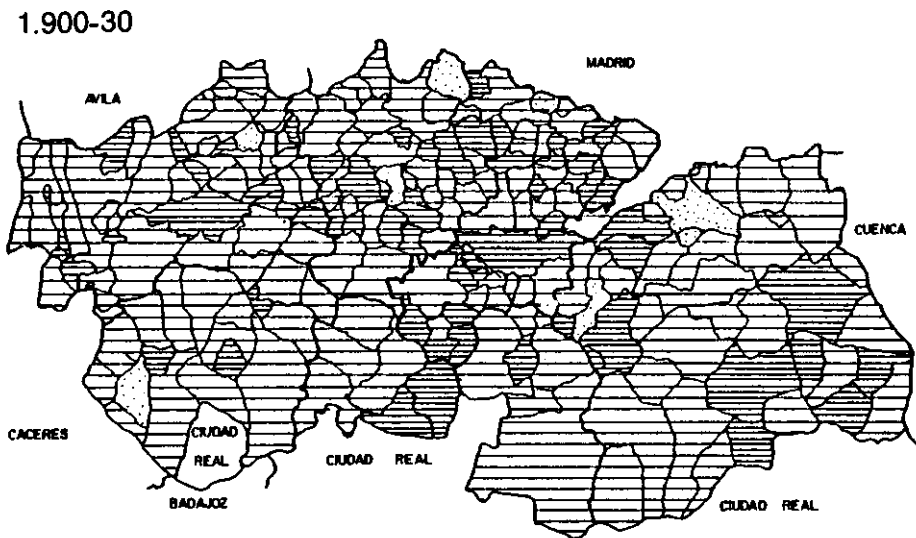 1.900-30
MADRID
AVILA
CUENCA
CACERES
CIUDAD
REAL
CIUDAD REAL
BADAJOZ
CIUDAD REAL